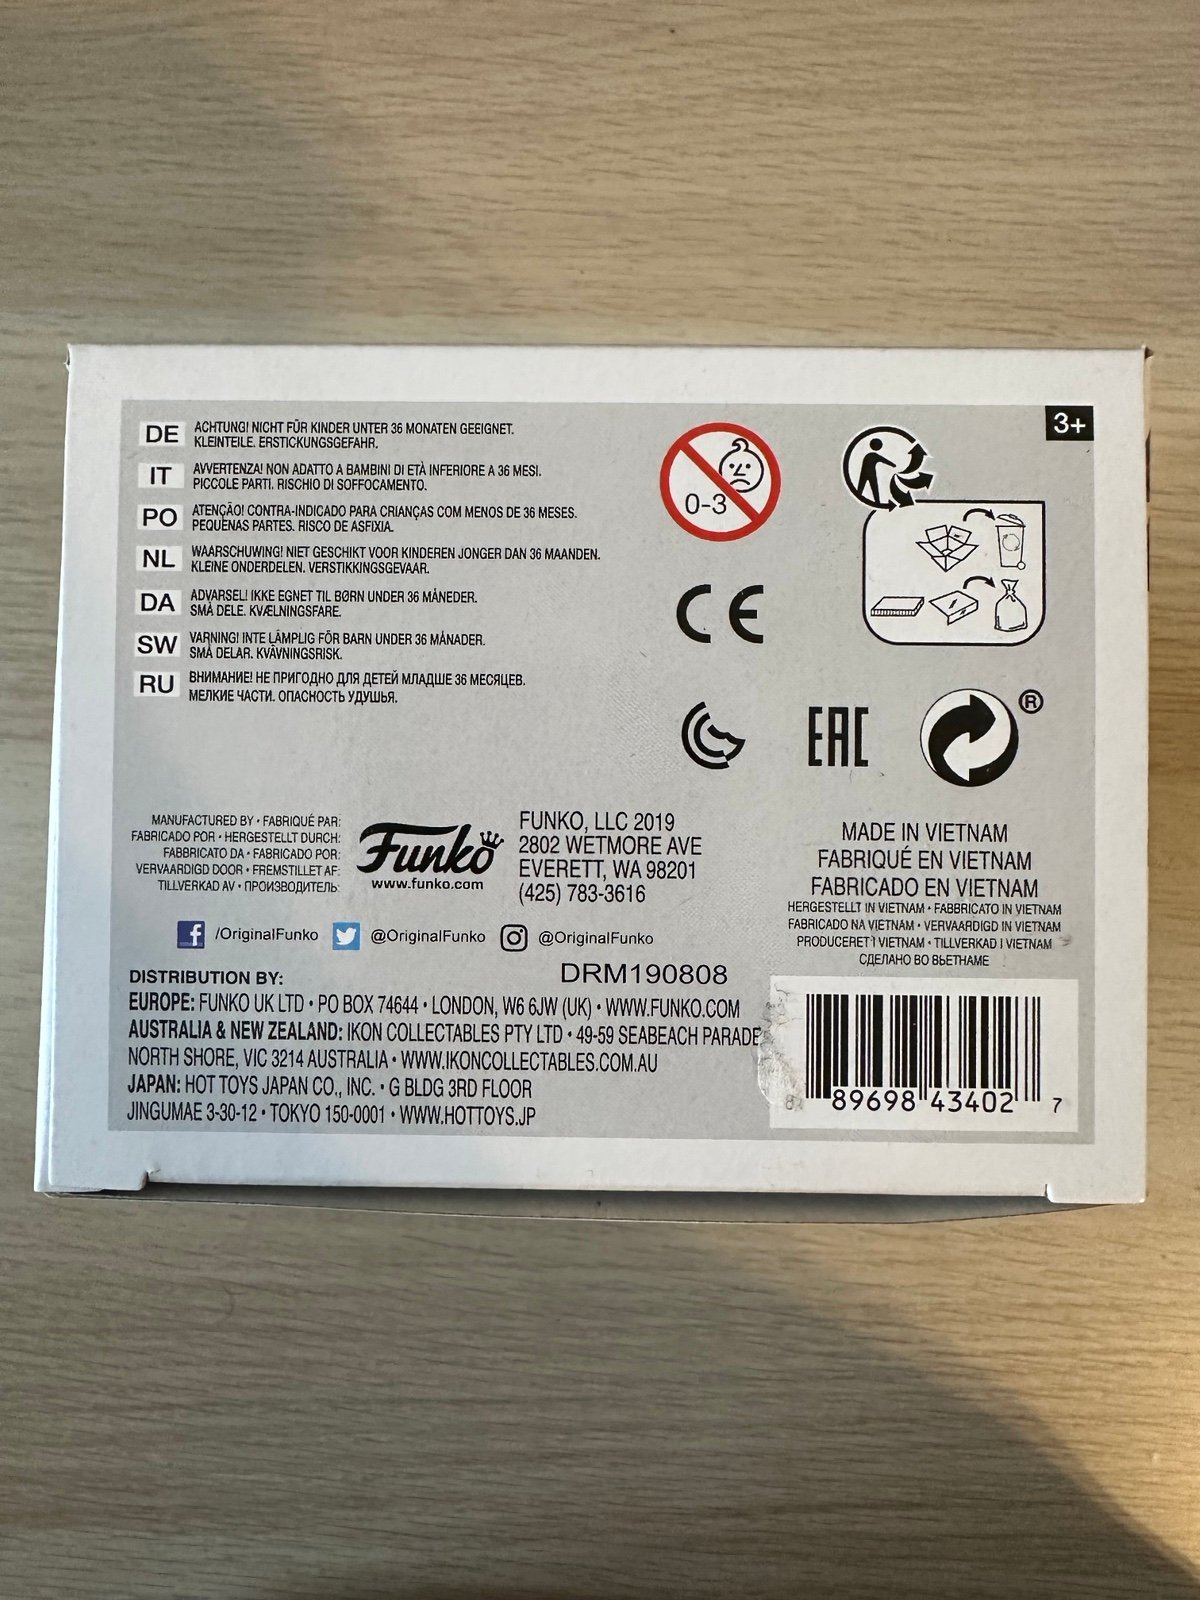 3+
DE
ACHTUNG! NICHT FÜR KINDER UNTER 36 MONATEN GEEIGNET.
KLEINTEILE. ERSTICKUNGSGEFAHR.
IT
AVVERTENZA! NON ADATTO A BAMBINI DI ETÀ INFERIORE A 36 MESI.
PICCOLE PARTI. RISCHIO DI SOFFOCAMENTO.
PO
ATENÇÃO! CONTRA-INDICADO PARA CRIANÇAS COM MENOS DE 36 MESES.
PEQUENAS PARTES. RISCO DE ASFIXIA.
NL
WAARSCHUWING! NIET GESCHIKT VOOR KINDEREN JONGER DAN 36 MAANDEN.
KLEINE ONDERDELEN. VERSTIKKINGSGEVAAR.
DA
ADVARSEL! IKKE EGNET TIL BØRN UNDER 36 MÅNEDER.
SMÅ DELE. KVÆLNINGSFARE.
SW
VARNING! INTE LÄMPLIG FÖR BARN UNDER 36 MÅNADER.
SMÅ DELAR. KVÄVNINGSRISK.
RU
ВНИМАНИЕ! НЕ ПРИГОДНО ДЛЯ ДЕТЕЙ МЛАДШЕ 36 МЕСЯЦЕВ.
МЕЛКИЕ ЧАСТИ. ОПАСНОСТЬ УДУШЬЯ.
0-3
CE
EAC
®
MANUFACTURED BY • FABRIQUÉ PAR:
FABRICADO POR • HERGESTELLT DURCH:
FABBRICATO DA • FABRICADO POR:
VERVAARDIGD DOOR • FREMSTILLET AF:
TILLVERKAD AV • ПРОИЗВОДИТЕЛЬ:
Funko
www.funko.com
FUNKO, LLC 2019
2802 WETMORE AVE
EVERETT, WA 98201
(425) 783-3616
MADE IN VIETNAM
FABRIQUÉ EN VIETNAM
FABRICADO EN VIETNAM
HERGESTELLT IN VIETNAM • FABBRICATO IN VIETNAM
FABRICADO NA VIETNAM • VERVAARDIGD IN VIETNAM
PRODUCERET I VIETNAM • TILLVERKAD I VIETNAM
СДЕЛАНО ВО ВЬЕТНАМЕ
/OriginalFunko
@OriginalFunko
@OriginalFunko
DRM190808
DISTRIBUTION BY:
EUROPE: FUNKO UK LTD • PO BOX 74644 • LONDON, W6 6JW (UK) • WWW.FUNKO.COM
AUSTRALIA & NEW ZEALAND: IKON COLLECTABLES PTY LTD • 49-59 SEABEACH PARADE
NORTH SHORE, VIC 3214 AUSTRALIA • WWW.IKONCOLLECTABLES.COM.AU
JAPAN: HOT TOYS JAPAN CO., INC. • G BLDG 3RD FLOOR
JINGUMAE 3-30-12 • TOKYO 150-0001 • WWW.HOTTOYS.JP
8 89698 43402 7